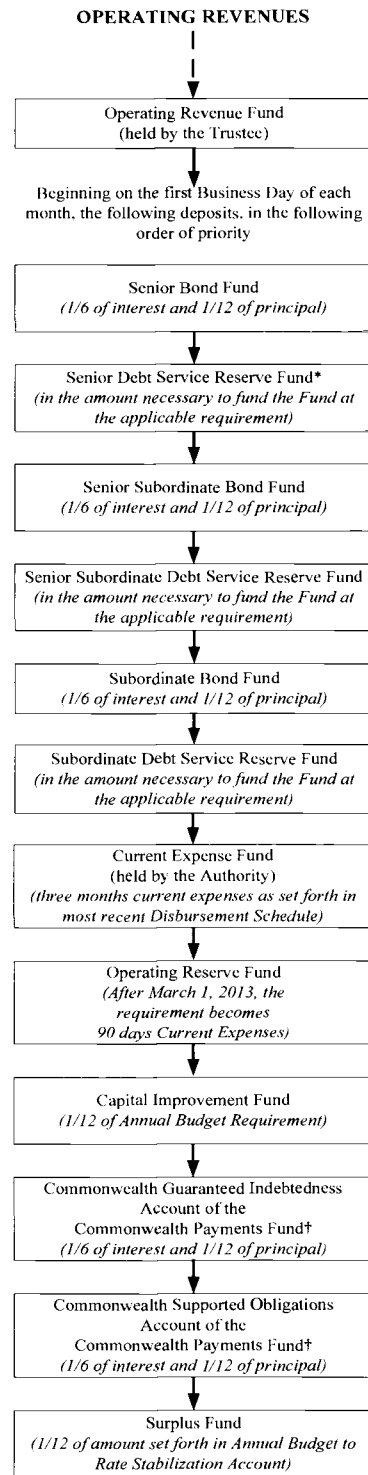 OPERATING REVENUES
Operating Revenue Fund
(held by the Trustee)
Beginning on the first Business Day of each
month, the following deposits, in the following
order of priority
Senior Bond Fund
(1/6 of interest and 1/12 of principal)
Senior Debt Service Reserve Fund*
(in the amount necessary to fund the Fund at
the applicable requirement)
Senior Subordinate Bond Fund
(1/6 of interest and 1/12 of principal)
Senior Subordinate Debt Service Reserve Fund
(in the amount necessary to fund the Fund at
the applicable requirement)
Subordinate Bond Fund
(1/6 of interest and 1/12 of principal)
Subordinate Debt Service Reserve Fund
(in the amount necessary to fund the Fund at
the applicable requirement)
Current Expense Fund
(held by the Authority)
(three months current expenses as set forth in
most recent Disbursement Schedule)
Operating Reserve Fund
(After March 1, 2013, the
requirement becomes
90 days Current Expenses)
Capital Improvement Fund
(1/12 of Annual Budget Requirement)
Commonwealth Guaranteed Indebtedness
Account of the
Commonwealth Payments Fund†
(1/6 of interest and 1/12 of principal)
Commonwealth Supported Obligations
Account of the
Commonwealth Payments Fund†
(1/6 of interest and 1/12 of principal)
Surplus Fund
(1/12 of amount set forth in Annual Budget to
Rate Stabilization Account)